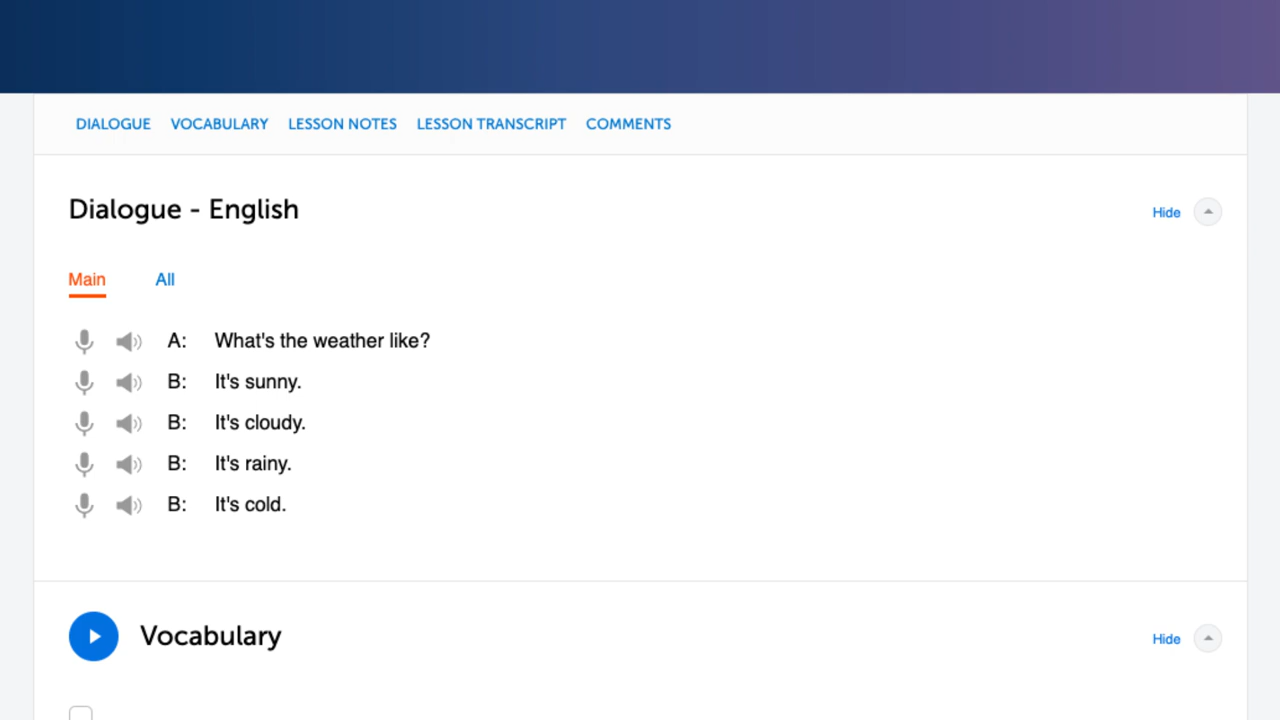 DIALOGUE VOCABULARY LESSON NOTES LESSON TRANSCRIPT COMMENTS
Dialogue - English
Hide
Main All
A: What's the weather like?
B: It's sunny.
B: It's cloudy.
B: It's rainy.
B: It's cold.
Vocabulary
Hide